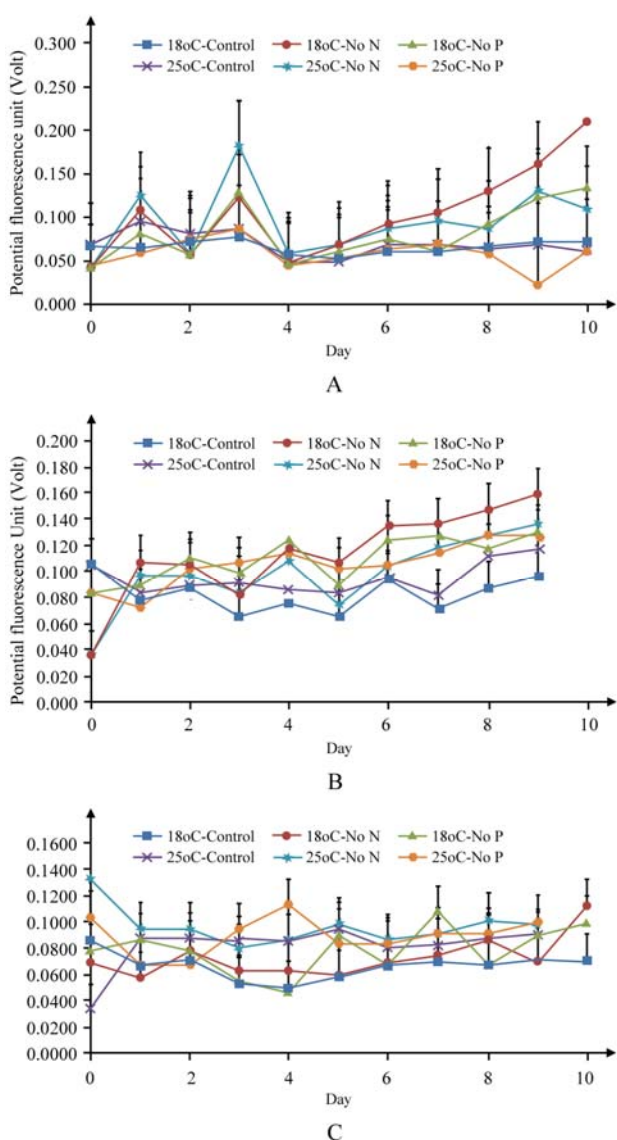 0.300
18oC-Control 18oC-No N 18oC-No P
25oC-Control 25oC-No N 25oC-No P
0.250
0.200
0.150
0.100
0.050
0.000
Potential fluorescence unit (Volt)
0 2 4 6 8 10
Day
A
0.200
18oC-Control 18oC-No N 18oC-No P
0.180
25oC-Control 25oC-No N 25oC-No P
0.160
0.140
0.120
0.100
0.080
0.060
0.040
0.020
0.000
Potential fluorescence Unit (Volt)
0 2 4 6 8 10
Day
B
0.1600
18oC-Control 18oC-No N 18oC-No P
0.1400
25oC-Control 25oC-No N 25oC-No P
0.1200
0.1000
0.0800
0.0600
0.0400
0.0200
0.0000
Potential fluorescence unit (Volt)
0 2 4 6 8 10
Day
C